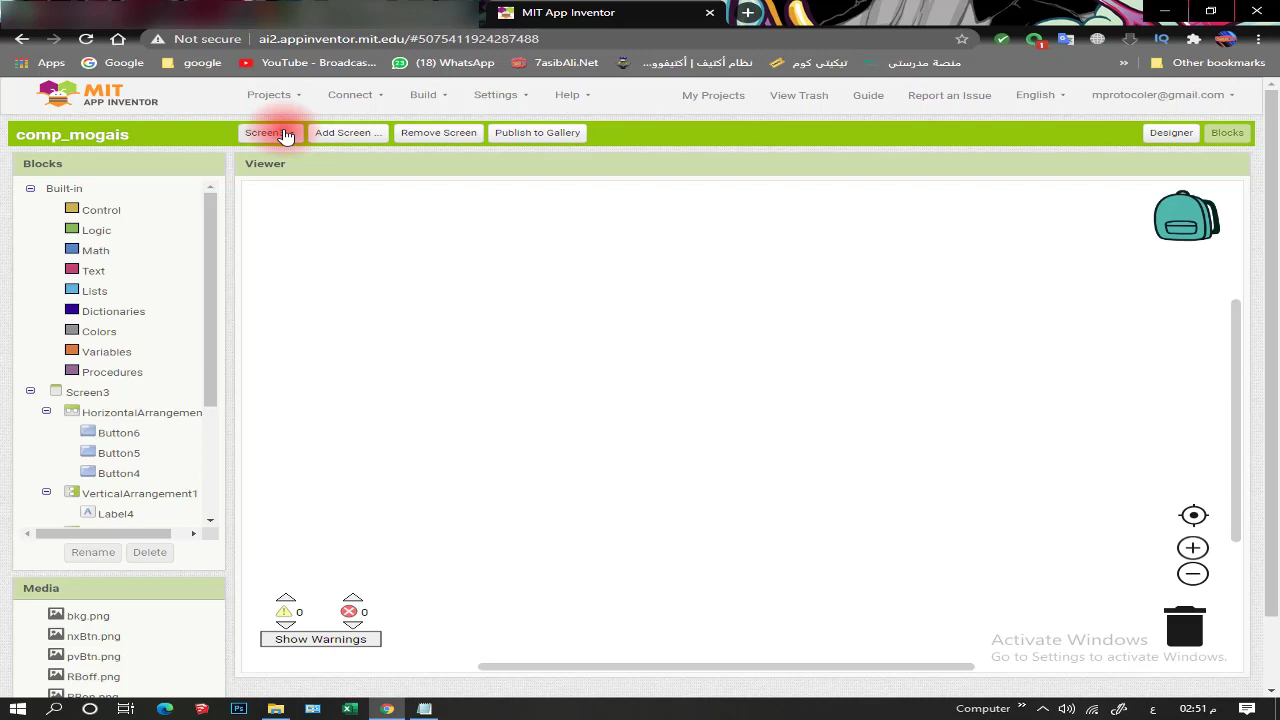 MIT App Inventor
Not secure
ai2.appinventor.mit.edu/#5075411924287488
1
Apps
Google
google
YouTube - Broadcas...
(18) WhatsApp
7asibAli.Net
نظام أكتيف | أكتيفوو...
تيكيتي كوم
منصة مدرستي
»
Other bookmarks
MIT
APP INVENTOR
Projects
Connect
Build
Settings
Help
My Projects
View Trash
Guide
Report an Issue
English
mprotocoler@gmail.com
comp_mogais
Add Screen ...
Remove Screen
Publish to Gallery
Designer
Blocks
Blocks
Viewer
Built-in
Control
Logic
Math
Text
Lists
Dictionaries
Colors
Variables
Procedures
Screen3
HorizontalArrangemen
Button6
Button5
Button4
VerticalArrangement1
A Label4
Rename
Delete
Media
bkg.png
nxBtn.png
pvBtn.png
RBoff.png
RBon.png
0
0
Show Warnings
Activate Windows
Go to Settings to activate Windows.
Computer
»
ع
02:51 م